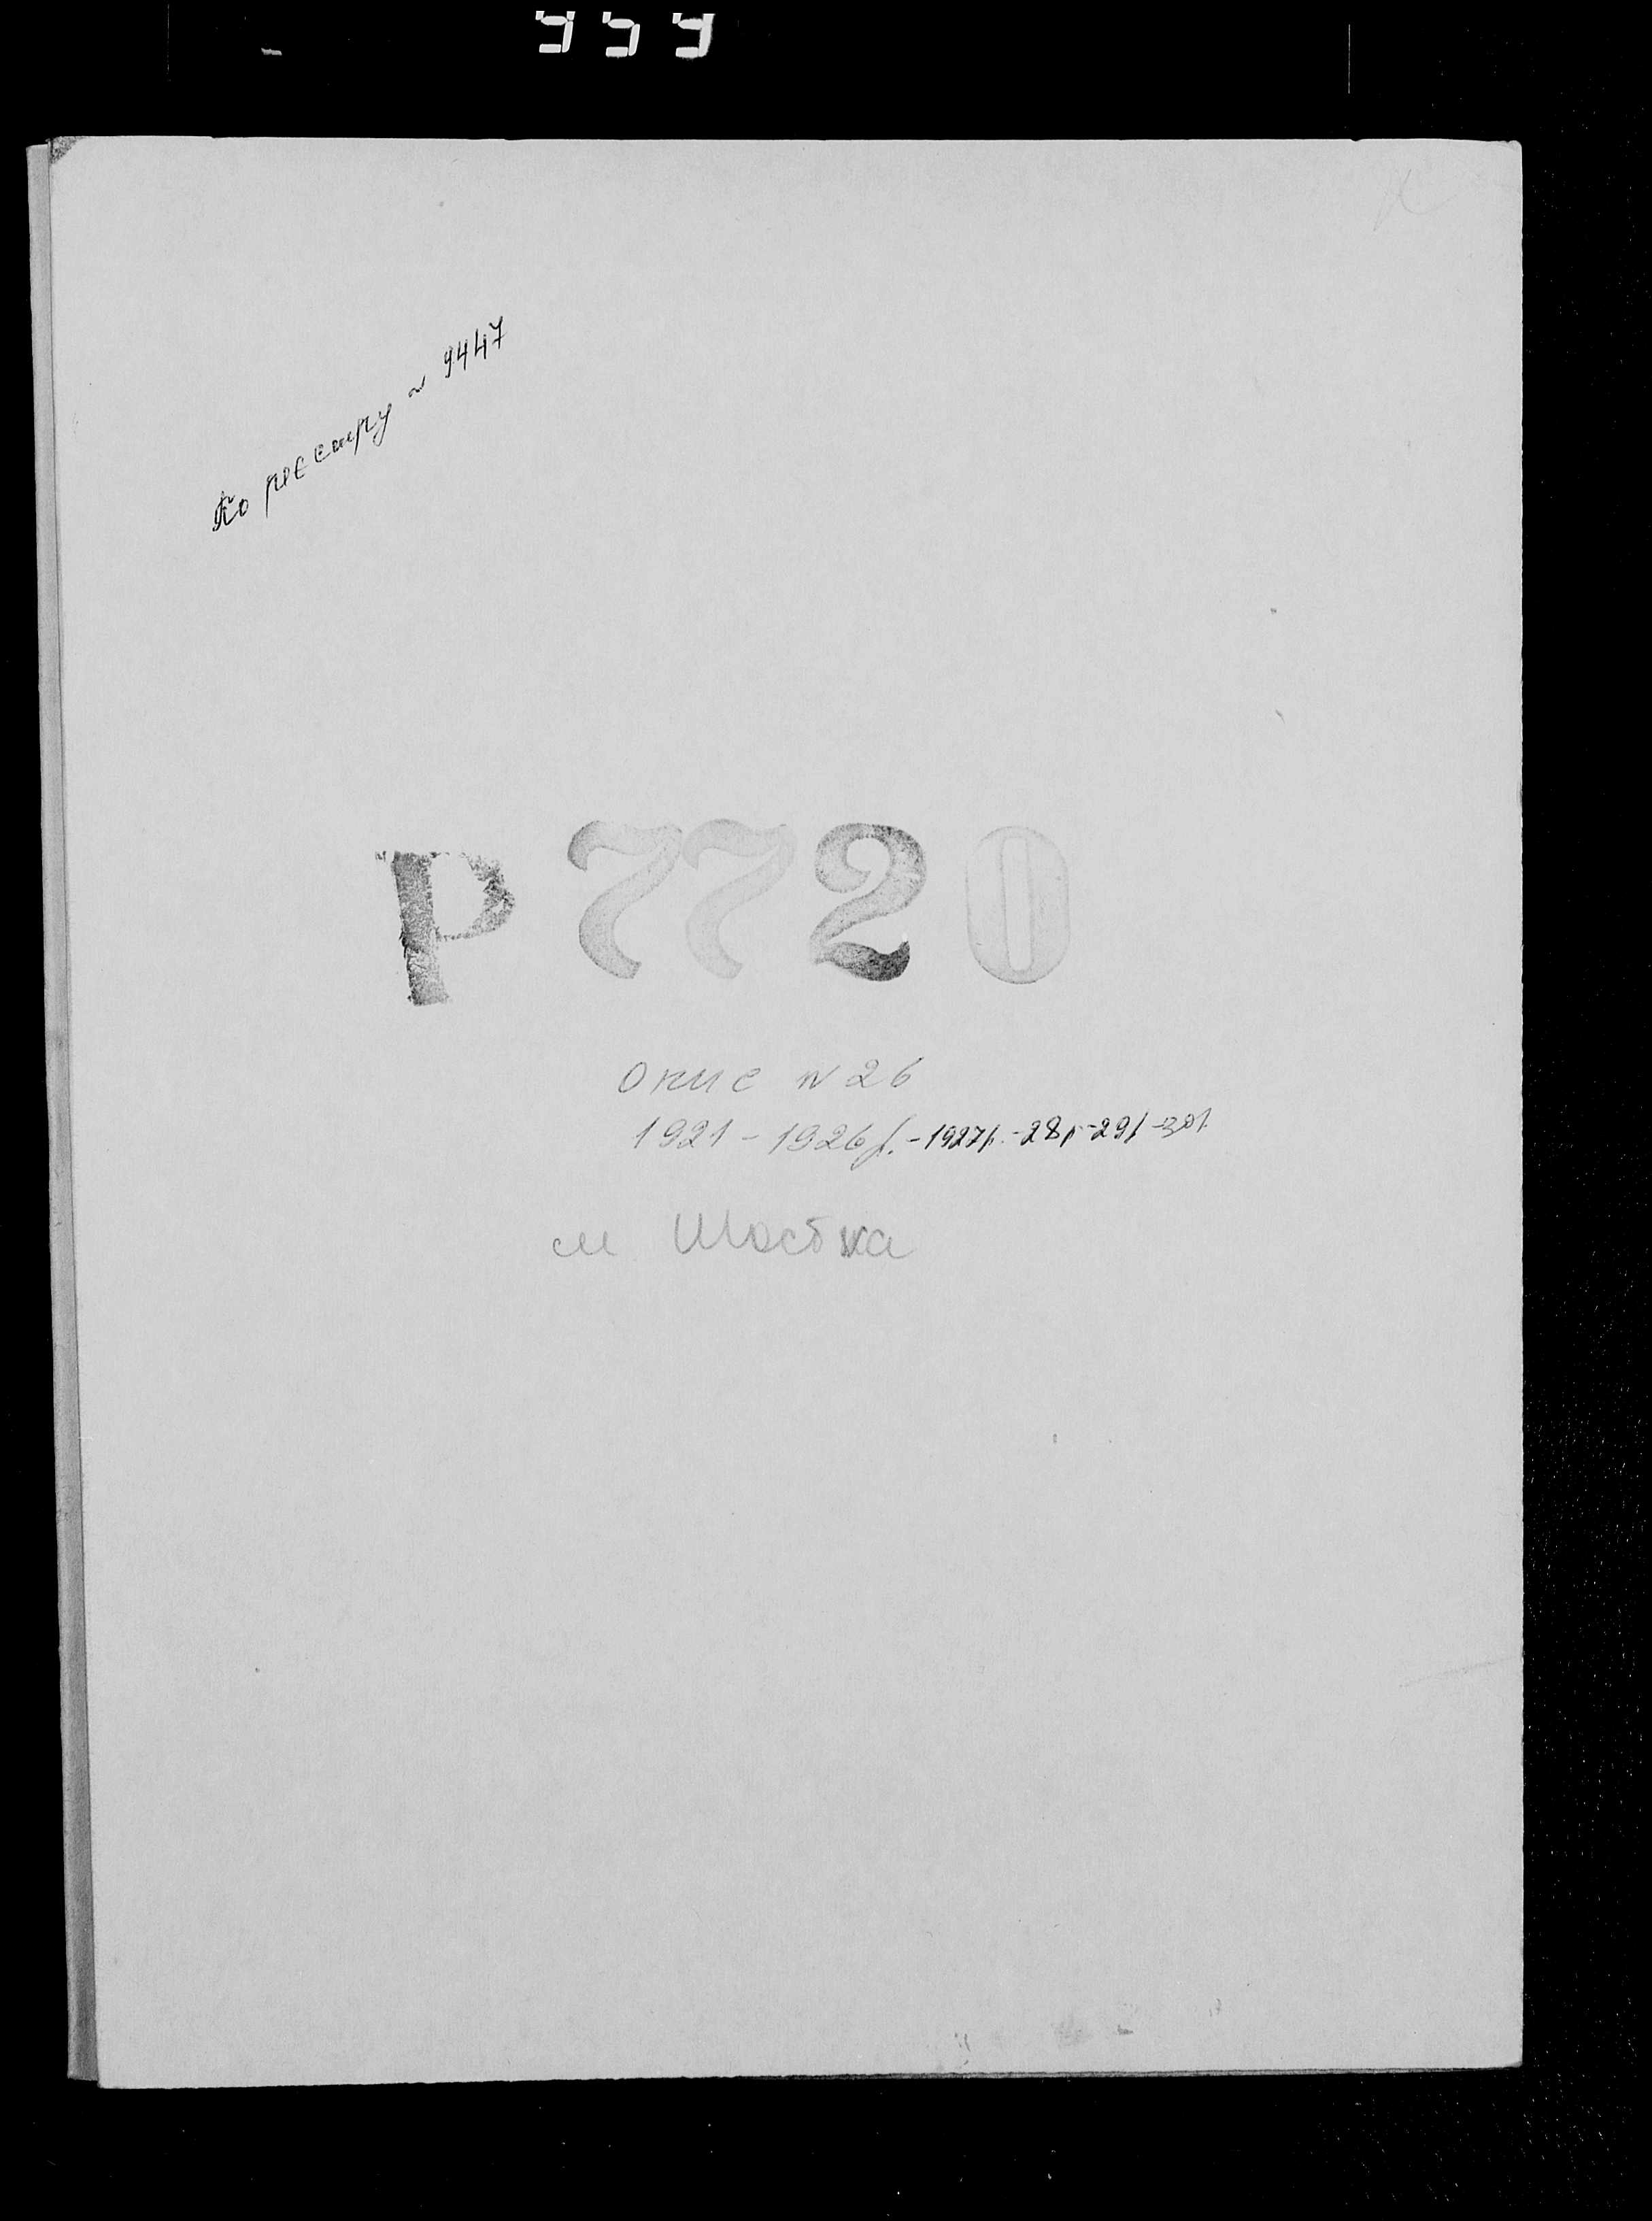 По реестру № 9447
Р 7720
Опис № 26
1921 - 1926 р. - 1927 р. - 28 р - 29 р - 30 р.
м Шостка